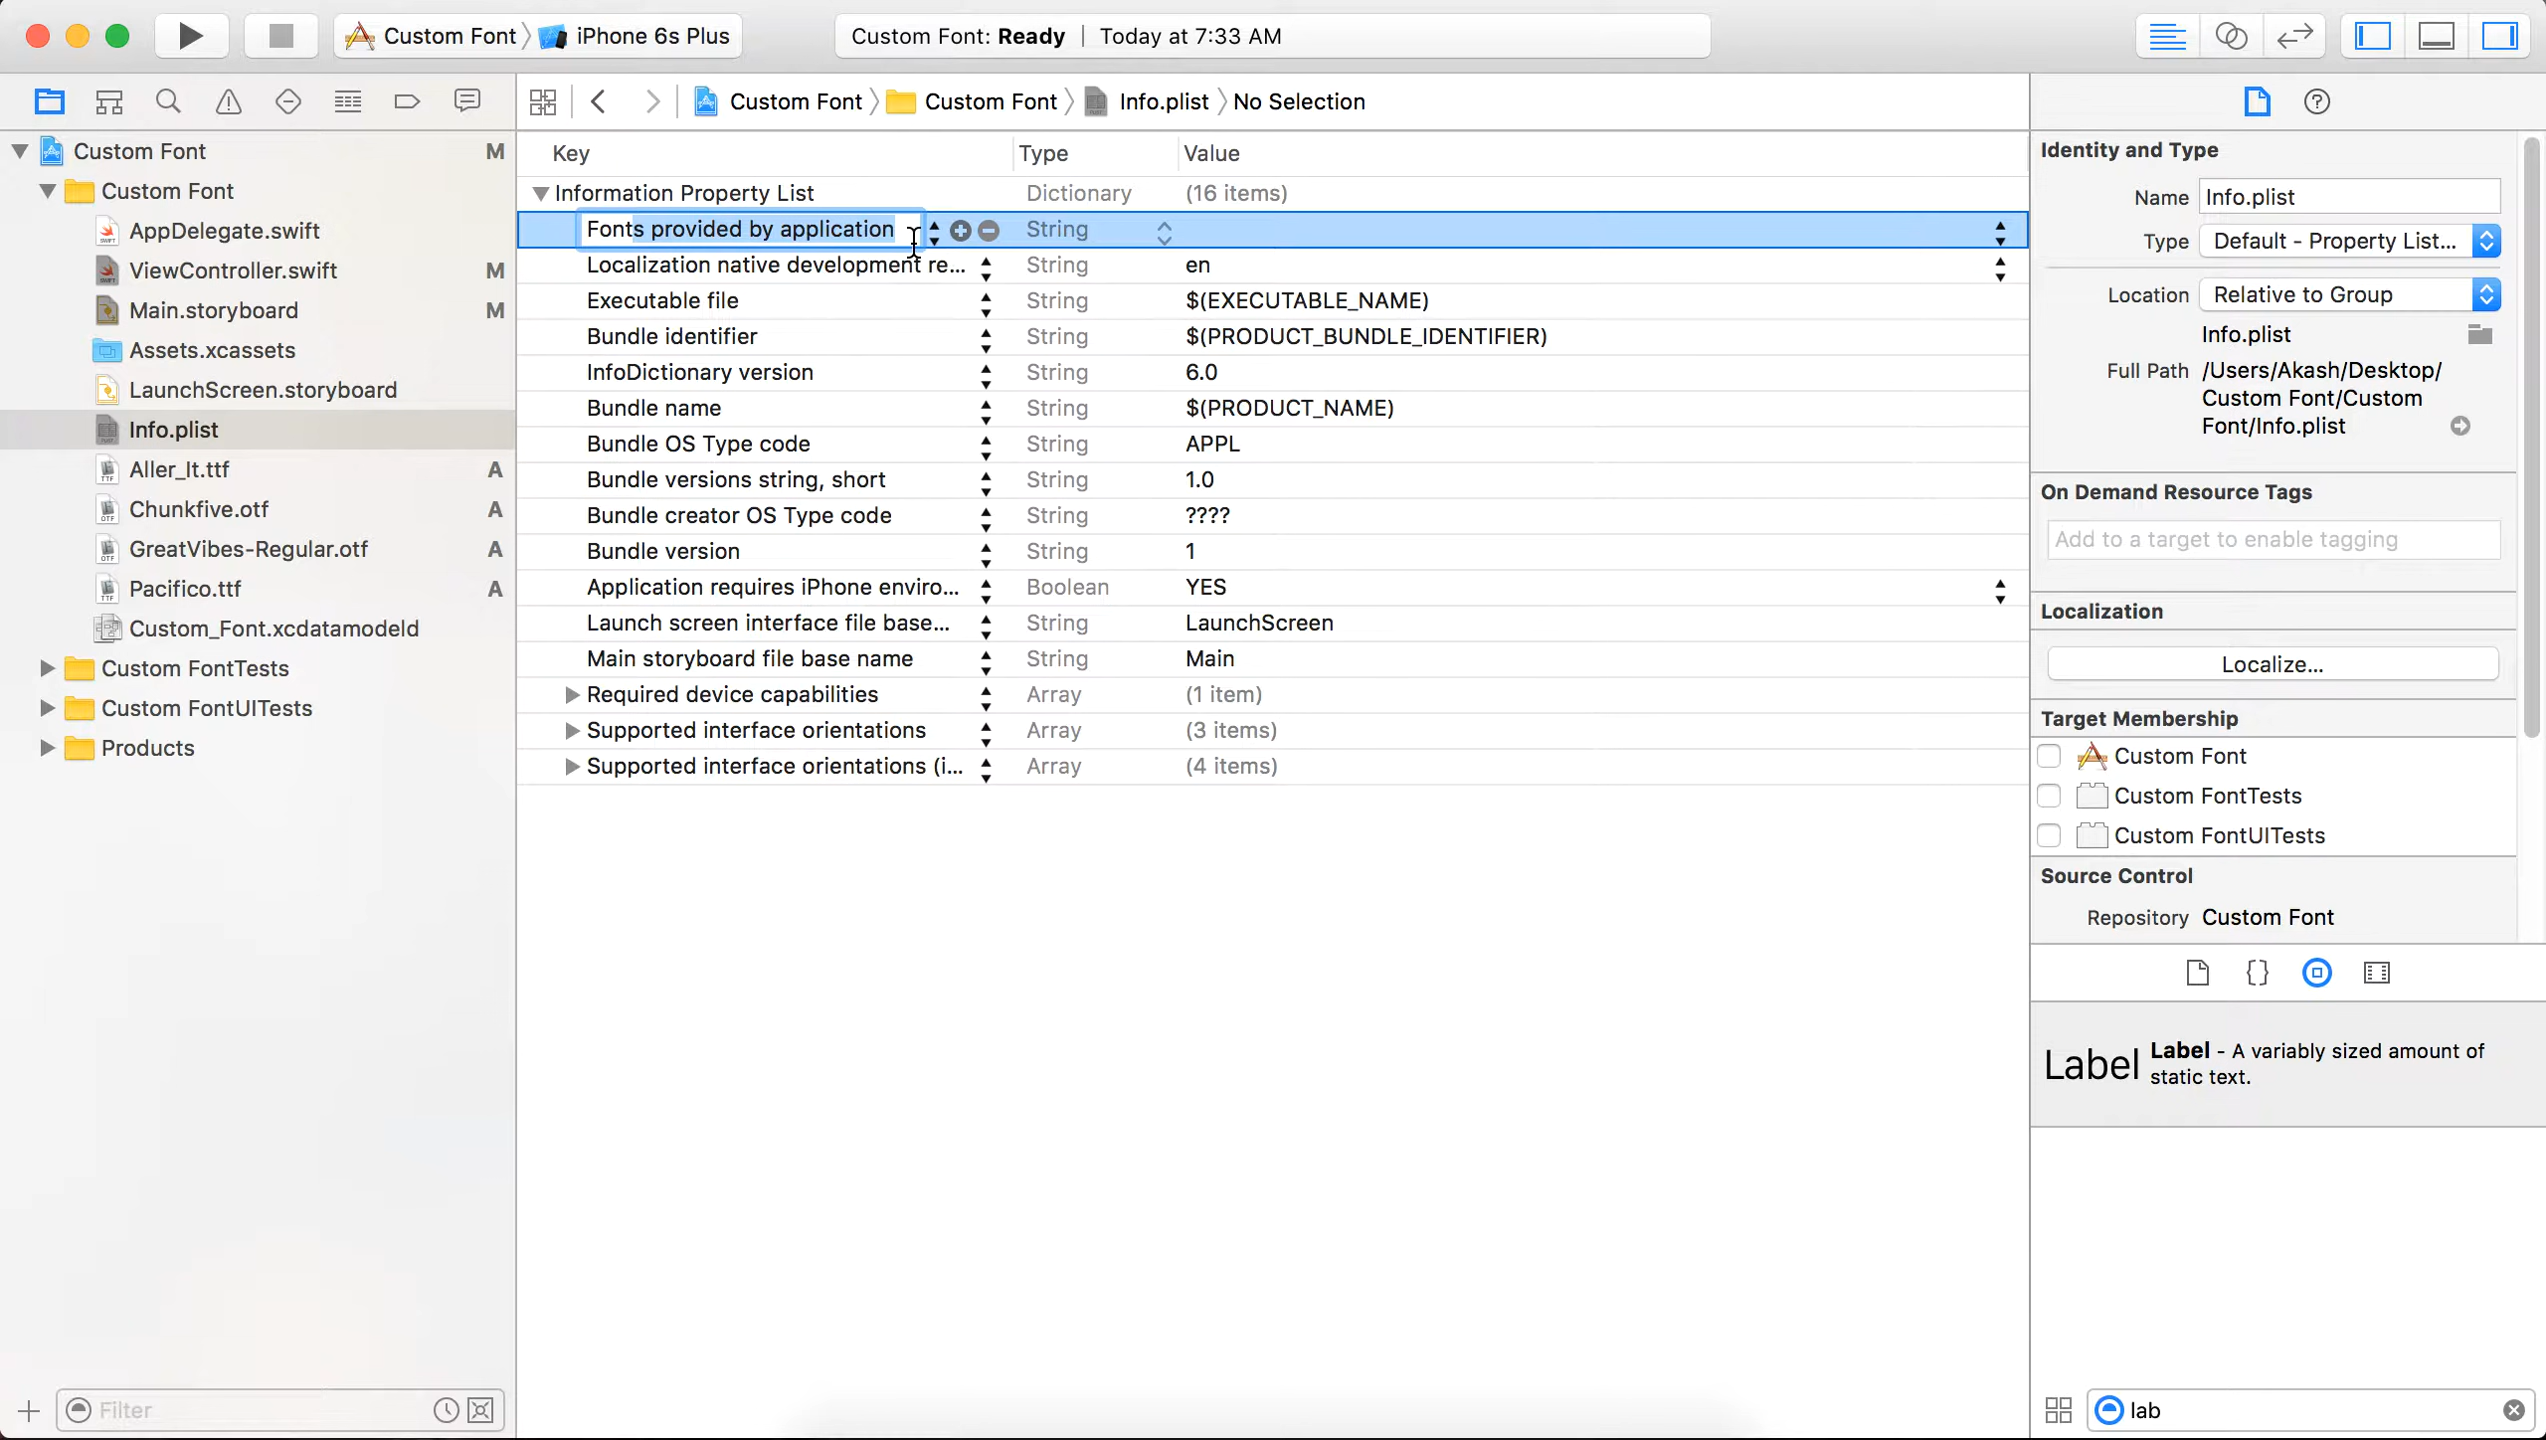 Custom Font iPhone 6s Plus
Custom Font: Ready Today at 7:33 AM
Custom Font Custom Font Info.plist No Selection
Custom Font M
Custom Font
AppDelegate.swift
ViewController.swift M
Main.storyboard M
Assets.xcassets
LaunchScreen.storyboard
Info.plist
Aller_It.ttf A
Chunkfive.otf A
GreatVibes-Regular.otf A
Pacifico.ttf A
Custom_Font.xcdatamodeld
Custom FontTests
Custom FontUITests
Products
Filter
Key Type Value
Information Property List Dictionary (16 items)
Fonts provided by application String
Localization native development re... String en
Executable file String $(EXECUTABLE_NAME)
Bundle identifier String $(PRODUCT_BUNDLE_IDENTIFIER)
InfoDictionary version String 6.0
Bundle name String $(PRODUCT_NAME)
Bundle OS Type code String APPL
Bundle versions string, short String 1.0
Bundle creator OS Type code String ????
Bundle version String 1
Application requires iPhone enviro... Boolean YES
Launch screen interface file base... String LaunchScreen
Main storyboard file base name String Main
Required device capabilities Array (1 item)
Supported interface orientations Array (3 items)
Supported interface orientations (i... Array (4 items)
Identity and Type
Name Info.plist
Type Default - Property List...
Location Relative to Group
Info.plist
Full Path /Users/Akash/Desktop/
Custom Font/Custom
Font/Info.plist
On Demand Resource Tags
Add to a target to enable tagging
Localization
Localize...
Target Membership
Custom Font
Custom FontTests
Custom FontUITests
Source Control
Repository Custom Font
Label Label - A variably sized amount of
static text.
lab